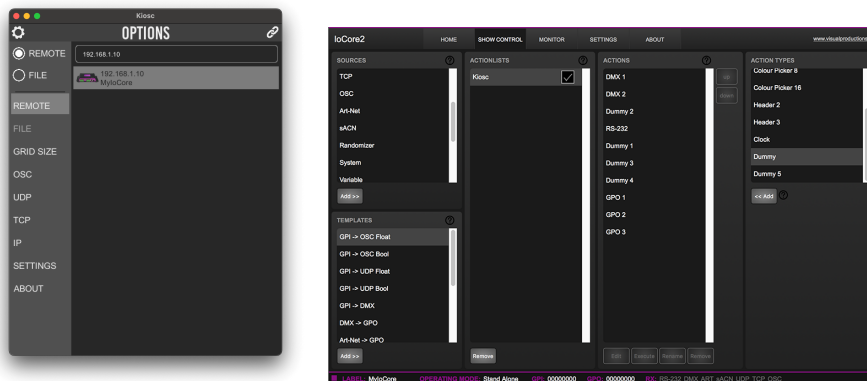 Kiosc
OPTIONS
REMOTE
192.168.1.10
FILE
192.168.1.10
MyIoCore
REMOTE
FILE
GRID SIZE
OSC
UDP
TCP
IP
SETTINGS
ABOUT
IoCore2
HOME
SHOW CONTROL
MONITOR
SETTINGS
ABOUT
www.visualproductions
SOURCES
TCP
OSC
Art-Net
sACN
Randomizer
System
Variable
Add >>
TEMPLATES
GPI -> OSC Float
GPI -> OSC Bool
GPI -> UDP Float
GPI -> UDP Bool
GPI -> DMX
DMX -> GPO
Art-Net -> GPO
Add >>
ACTIONLISTS
Kiosc
Remove
ACTIONS
DMX 1
DMX 2
Dummy 2
RS-232
Dummy 1
Dummy 3
Dummy 4
GPO 1
GPO 2
GPO 3
Edit
Execute
Rename
Remove
ACTION TYPES
Colour Picker 8
Colour Picker 16
Header 2
Header 3
Clock
Dummy
Dummy 5
<< Add
LABEL: MyIoCore
OPERATING MODE: Stand Alone
GPI: 00000000
GPO: 00000000
RX: RS-232 DMX ART sACN UDP TCP OSC